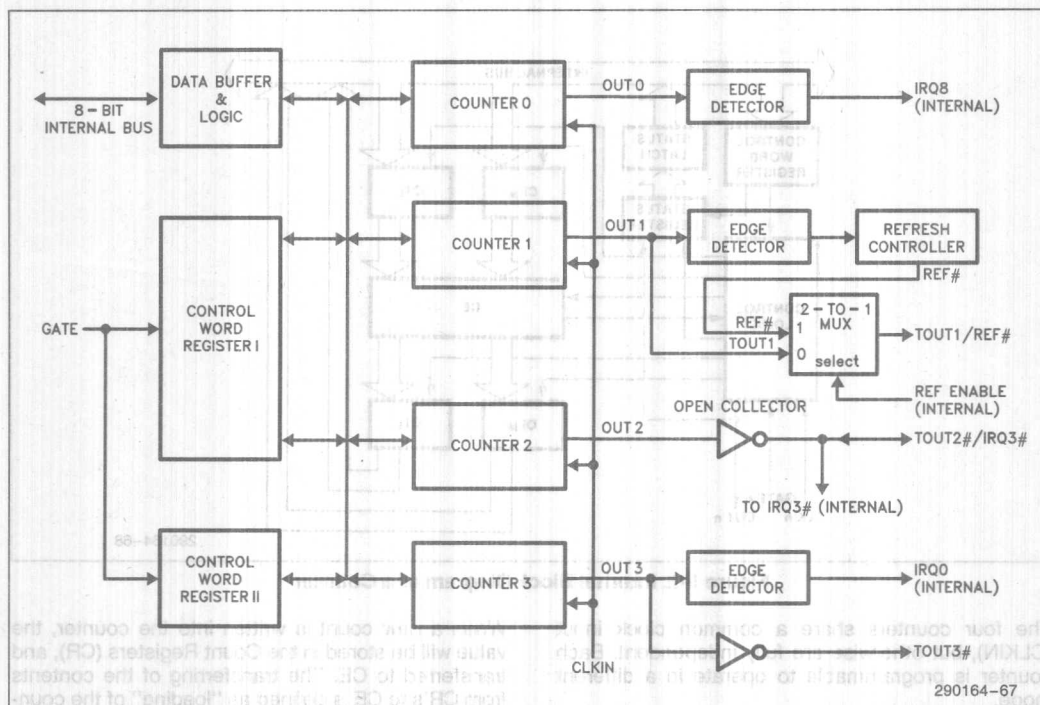 DATA BUFFER
&
LOGIC
8-BIT
INTERNAL BUS
COUNTER 0
OUT 0
EDGE
DETECTOR
IRQ8
(INTERNAL)
COUNTER 1
OUT 1
EDGE
DETECTOR
REFRESH
CONTROLLER
REF#
GATE
CONTROL
WORD
REGISTER I
REF#
TOUT1
1
0
2-TO-1
MUX
select
TOUT1/REF#
REF ENABLE
(INTERNAL)
OPEN COLLECTOR
COUNTER 2
OUT 2
TOUT2#/IRQ3#
TO IRQ3# (INTERNAL)
CONTROL
WORD
REGISTER II
COUNTER 3
OUT 3
EDGE
DETECTOR
IRQ0
(INTERNAL)
CLKIN
TOUT3#
290164-67